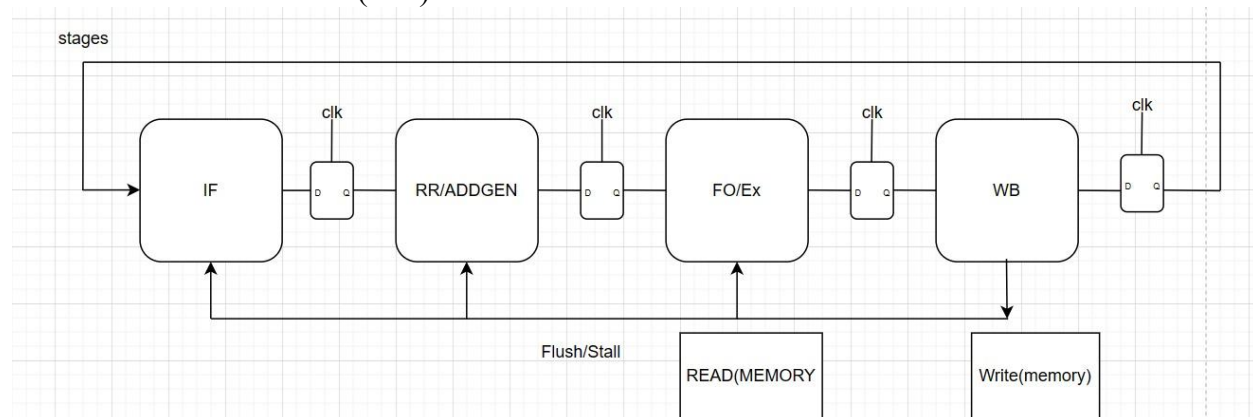 stages
clk
clk
clk
clk
IF
D Q
RR/ADDGEN
D Q
FO/Ex
D Q
WB
D Q
Flush/Stall
READ(MEMORY
Write(memory)